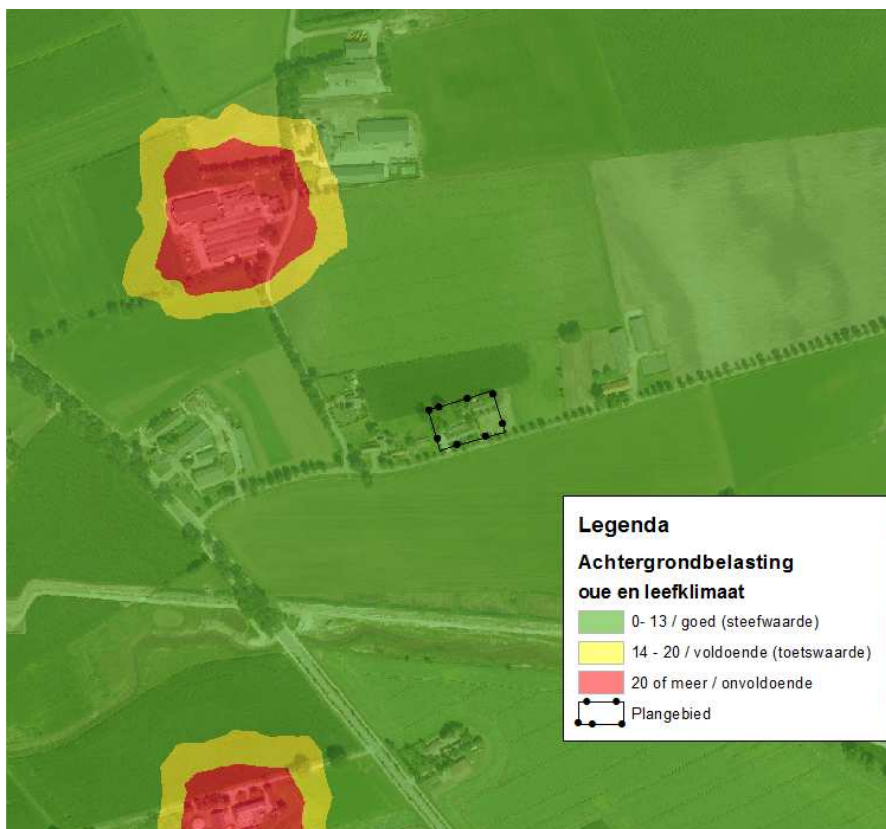 Legenda
Achtergrondbelasting
oue en leefklimaat
0- 13 / goed (steefwaarde)
14 - 20 / voldoende (toetswaarde)
20 of meer / onvoldoende
Plangebied